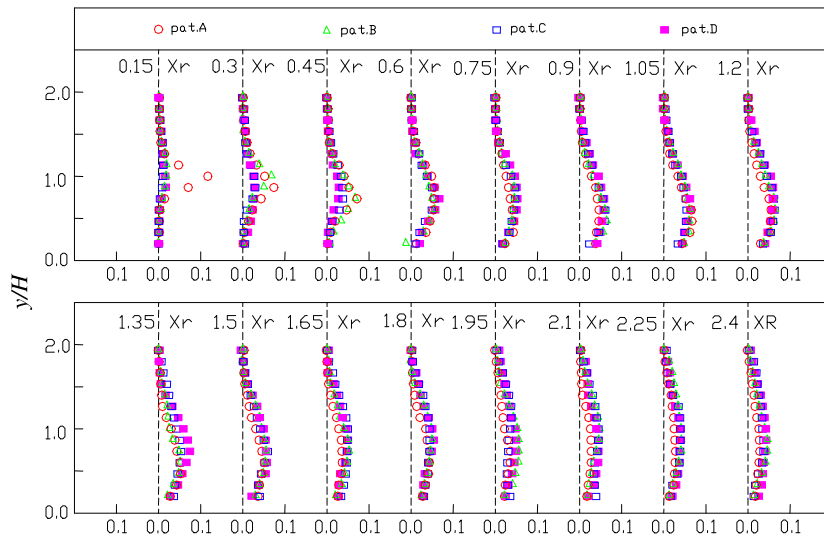 pat.A pat.B pat.C pat.D
0.15 Xr 0.3 Xr 0.45 Xr 0.6 Xr 0.75 Xr 0.9 Xr 1.05 Xr 1.2 Xr
2.0
1.0
0.0
0.1 0.0 0.1 0.0 0.1 0.0 0.1 0.0 0.1 0.0 0.1 0.0 0.1 0.0 0.1 0.0 0.1
y/H
1.35 Xr 1.5 Xr 1.65 Xr 1.8 Xr 1.95 Xr 2.1 Xr 2.25 Xr 2.4 XR
2.0
1.0
0.0
0.1 0.0 0.1 0.0 0.1 0.0 0.1 0.0 0.1 0.0 0.1 0.0 0.1 0.0 0.1 0.0 0.1